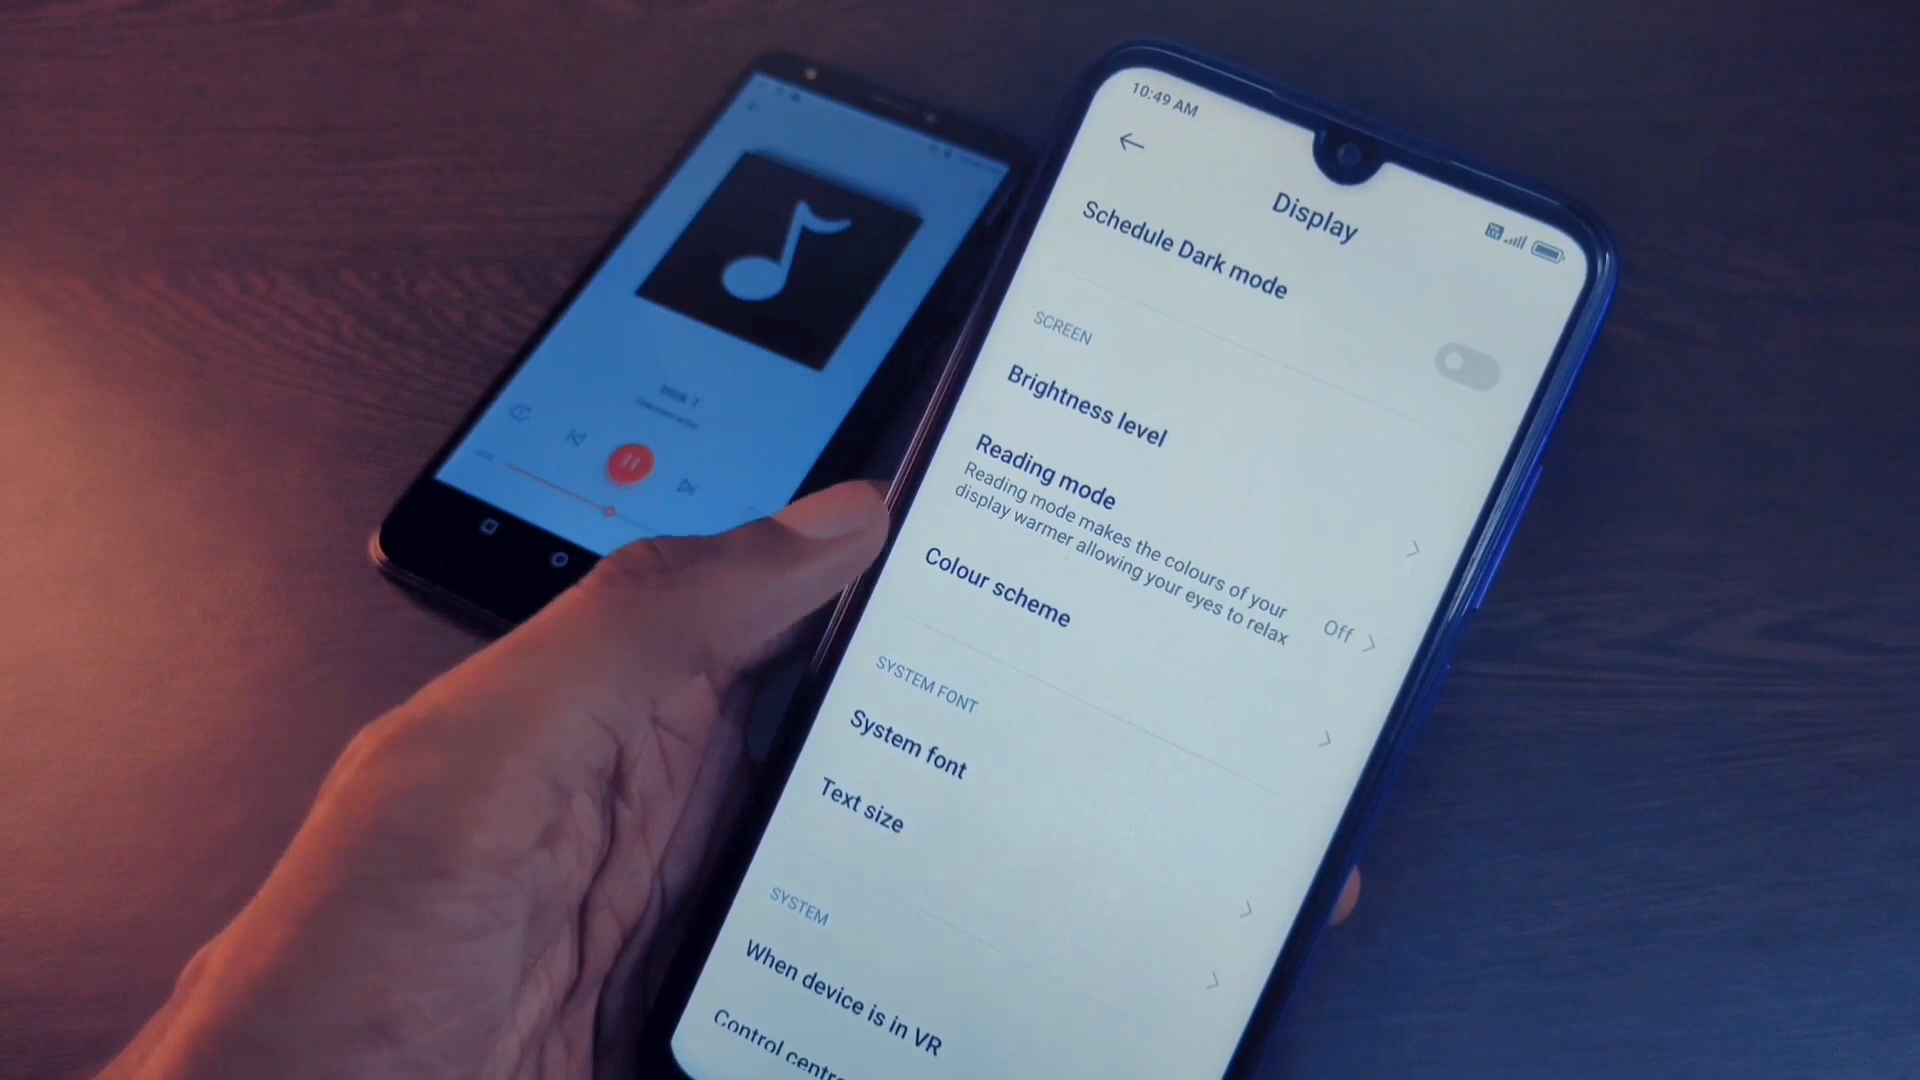 10:49 AM
Display
Schedule Dark mode
SCREEN
Brightness level
Reading mode
Reading mode makes the colours of your
display warmer allowing your eyes to relax
Off
Colour scheme
SYSTEM FONT
System font
Text size
SYSTEM
When device is in VR
Control centre